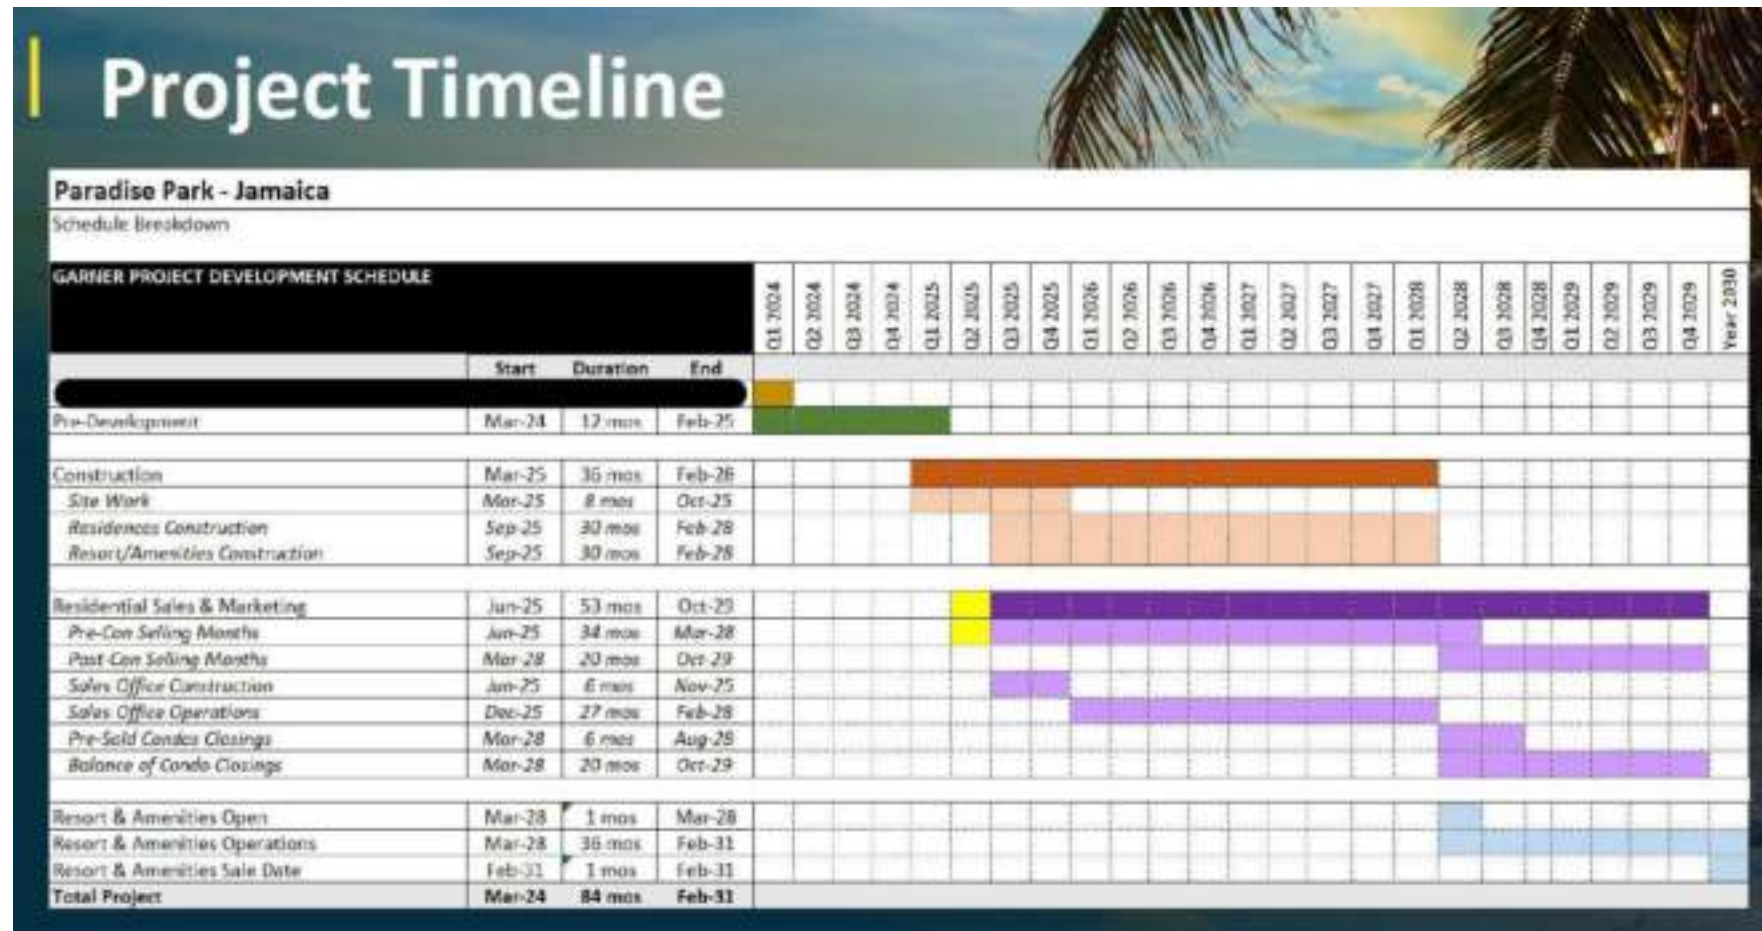 Project Timeline
Paradise Park - Jamaica
Schedule Breakdown
GARNER PROJECT DEVELOPMENT SCHEDULE
Q1 2024 Q2 2024 Q3 2024 Q4 2024 Q1 2025 Q2 2025 Q3 2025 Q4 2025 Q1 2026 Q2 2026 Q3 2026 Q4 2026 Q1 2027 Q2 2027 Q3 2027 Q4 2027 Q1 2028 Q2 2028 Q3 2028 Q4 2028 Q1 2029 Q2 2029 Q3 2029 Q4 2029 Year 2030
Start Duration End
Pre-Development Mar-24 12 mos Feb-25
Construction Mar-25 36 mos Feb-28
Site Work Mar-25 8 mos Oct-25
Residences Construction Sep-25 30 mos Feb-28
Resort/Amenities Construction Sep-25 30 mos Feb-28
Residential Sales & Marketing Jun-25 53 mos Oct-29
Pre-Con Selling Months Jun-25 34 mos Mar-28
Post-Con Selling Months Mar-28 20 mos Oct-29
Sales Office Construction Jun-25 6 mos Nov-25
Sales Office Operations Dec-25 27 mos Feb-28
Pre-Sold Condos Closings Mar-28 6 mos Aug-28
Balance of Condo Closings Mar-28 20 mos Oct-29
Resort & Amenities Open Mar-28 1 mos Mar-28
Resort & Amenities Operations Mar-28 36 mos Feb-31
Resort & Amenities Sale Date Feb-31 1 mos Feb-31
Total Project Mar-24 84 mos Feb-31